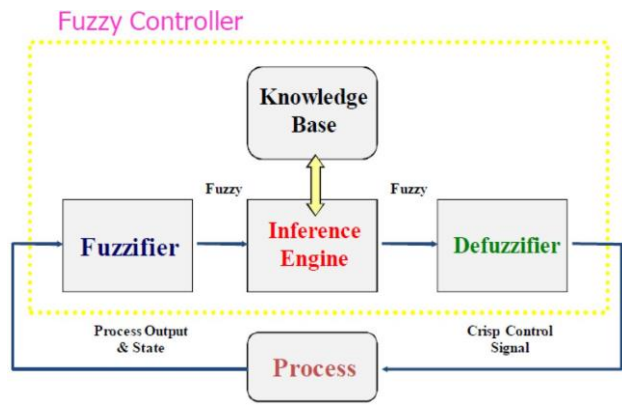 Fuzzy Controller
Knowledge
Base
Fuzzy
Fuzzy
Fuzzifier
Inference
Engine
Defuzzifier
Process Output
& State
Crisp Control
Signal
Process